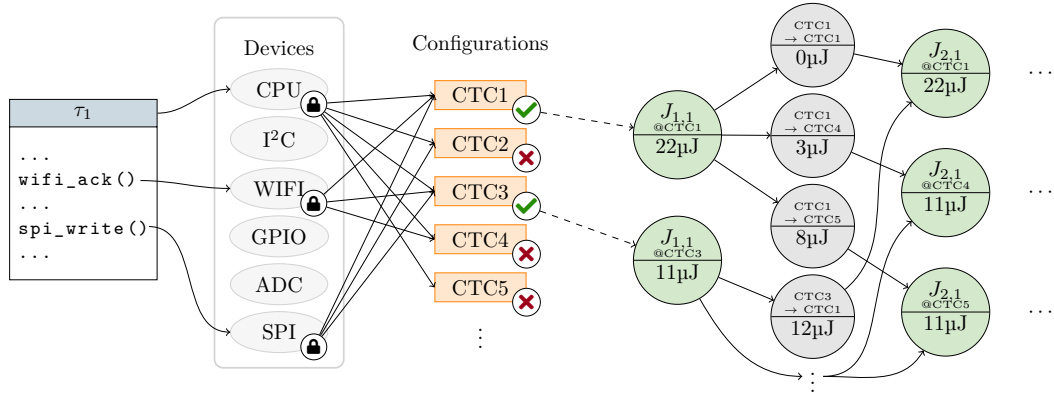 τ₁
...
wifi_ack()
...
spi_write()
...
Devices
CPU
I²C
WIFI
GPIO
ADC
SPI
Configurations
CTC1
CTC2
CTC3
CTC4
CTC5
⋮
J₁,₁
@CTC1
22µJ
J₁,₁
@CTC3
11µJ
CTC1
→ CTC1
0µJ
CTC1
→ CTC4
3µJ
CTC1
→ CTC5
8µJ
CTC3
→ CTC1
12µJ
⋮
J₂,₁
@CTC1
22µJ
J₂,₁
@CTC4
11µJ
J₂,₁
@CTC5
11µJ
...
...
...